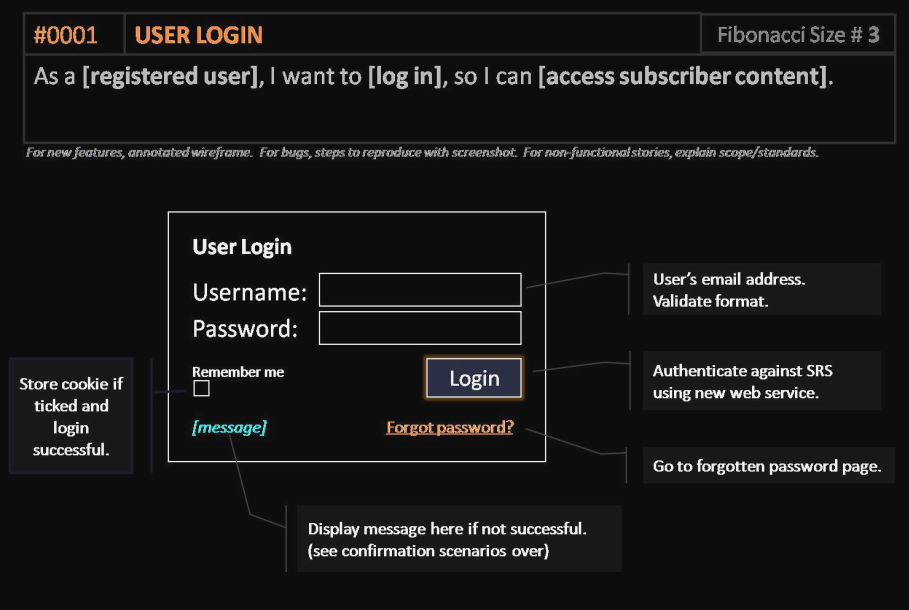 #0001 USER LOGIN Fibonacci Size # 3
As a [registered user], I want to [log in], so I can [access subscriber content].
For new features, annotated wireframe. For bugs, steps to reproduce with screenshot. For non-functional stories, explain scope/standards.
User Login
Username:
Password:
Remember me
Login
[message]
Forgot password?
User's email address.
Validate format.
Authenticate against SRS
using new web service.
Go to forgotten password page.
Store cookie if
ticked and
login
successful.
Display message here if not successful.
(see confirmation scenarios over)